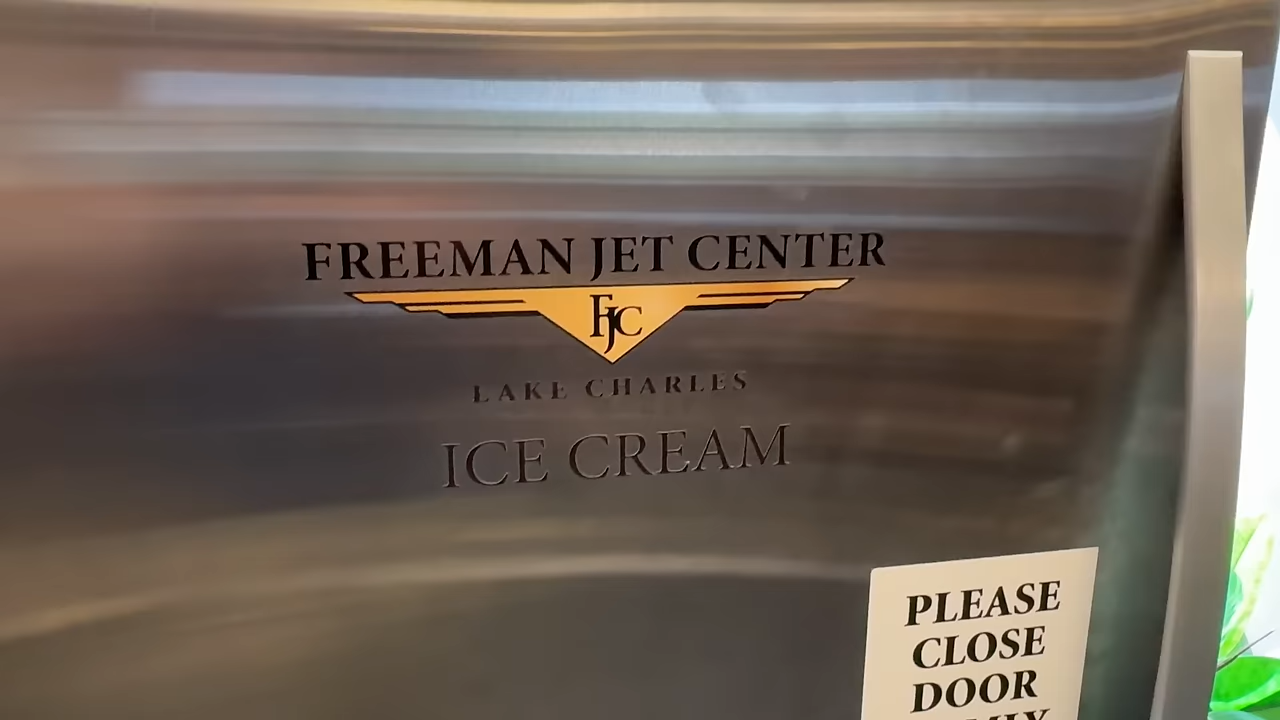 FREEMAN JET CENTER
FJC
LAKE CHARLES
ICE CREAM
PLEASE
CLOSE
DOOR